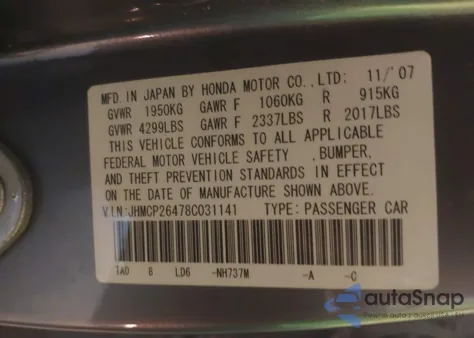 MFD. IN JAPAN BY HONDA MOTOR CO., LTD: 11/'07
GVWR 1950KG GAWR F 1060KG R 915KG
GVWR 4299LBS GAWR F 2337LBS R 2017LBS
THIS VEHICLE CONFORMS TO ALL APPLICABLE
FEDERAL MOTOR VEHICLE SAFETY , BUMPER,
AND THEFT PREVENTION STANDARDS IN EFFECT
ON THE DATE OF MANUFACTURE SHOWN ABOVE.
V.I.N:JHMCP26478C031141 TYPE: PASSENGER CAR
TA0 8 LD6 -NH737M -A -C
autaSnap